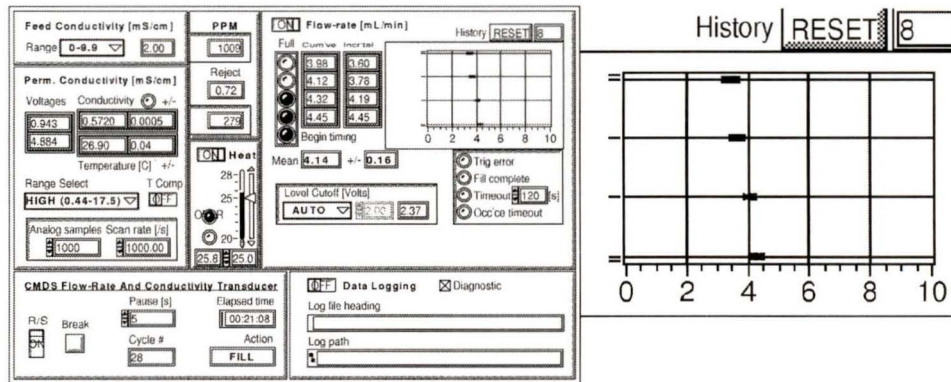 Feed Conductivity [mS/cm]
Range 0-9.9 2.00
Perm. Conductivity [mS/cm]
Voltages Conductivity +/-
0.943 0.5720 0.0005
4.884 26.90 0.04
Temperature [C] +/-
Range Select T Comp
HIGH (0.44-17.5) OFF
Analog samples Scan rate [/s]
1000 1000.00
PPM
1009
Reject
0.72
279
ON Heat
28
25
20
25.8 25.0
ON Flow-rate [mL/min]
History RESET 8
Full Cum've Incr'tal
3.98 3.60
4.12 3.78
4.32 4.19
4.45 4.45
0 2 4 6 8 10
Begin timing
Mean 4.14 +/- 0.16
Level Cutoff [Volts]
AUTO 2.37
Trig error
Fill complete
Timeout 120 [s]
Occ'ce timeout
CMDS Flow-Rate And Conductivity Transducer
Pause [s] Elapsed time
R/S Break 5 00:21:08
ON Cycle # Action
28 FILL
OFF Data Logging Diagnostic
Log file heading
Log path
History RESET 8
0 2 4 6 8 10